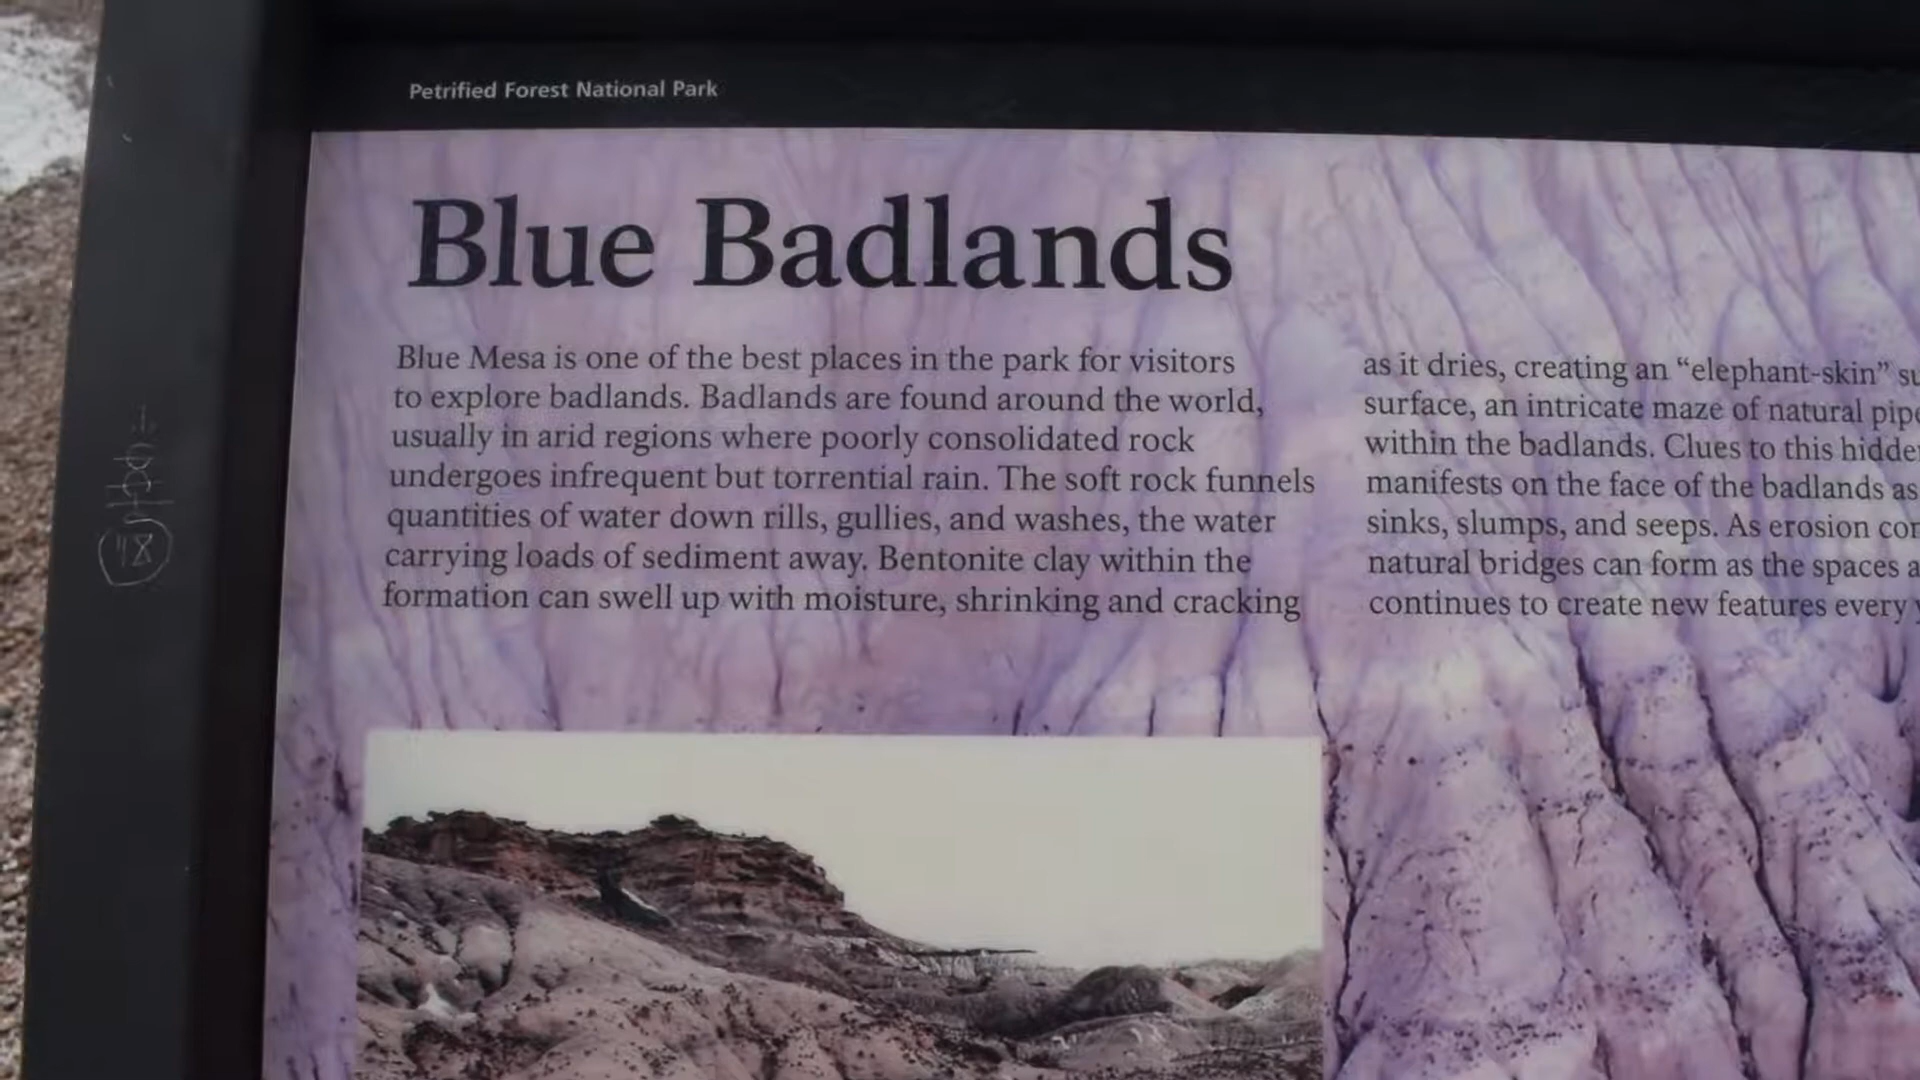 Petrified Forest National Park
Blue Badlands
Blue Mesa is one of the best places in the park for visitors
to explore badlands. Badlands are found around the world,
usually in arid regions where poorly consolidated rock
undergoes infrequent but torrential rain. The soft rock funnels
quantities of water down rills, gullies, and washes, the water
carrying loads of sediment away. Bentonite clay within the
formation can swell up with moisture, shrinking and cracking
as it dries, creating an “elephant-skin”
surface, an intricate maze of natural
within the badlands. Clues to this
manifests on the face of the badlands as
sinks, slumps, and seeps. As erosion
natural bridges can form as the spaces
continues to create new features every